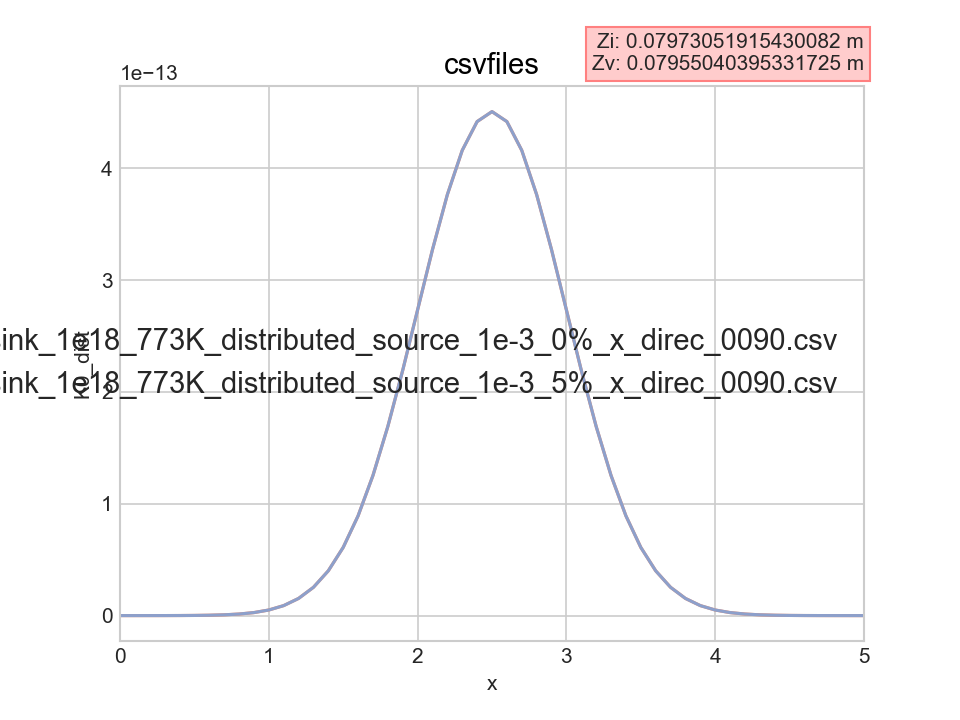 Zi: 0.07973051915430082 m
Zv: 0.07955040395331725 m
csvfiles
1e−13
4
3
ink_1e18_773K_distributed_source_1e-3_0%_x_direc_0090.csv
ink_1e18_773K_distributed_source_1e-3_5%_x_direc_0090.csv
2
1
0
0 1 2 3 4 5
x